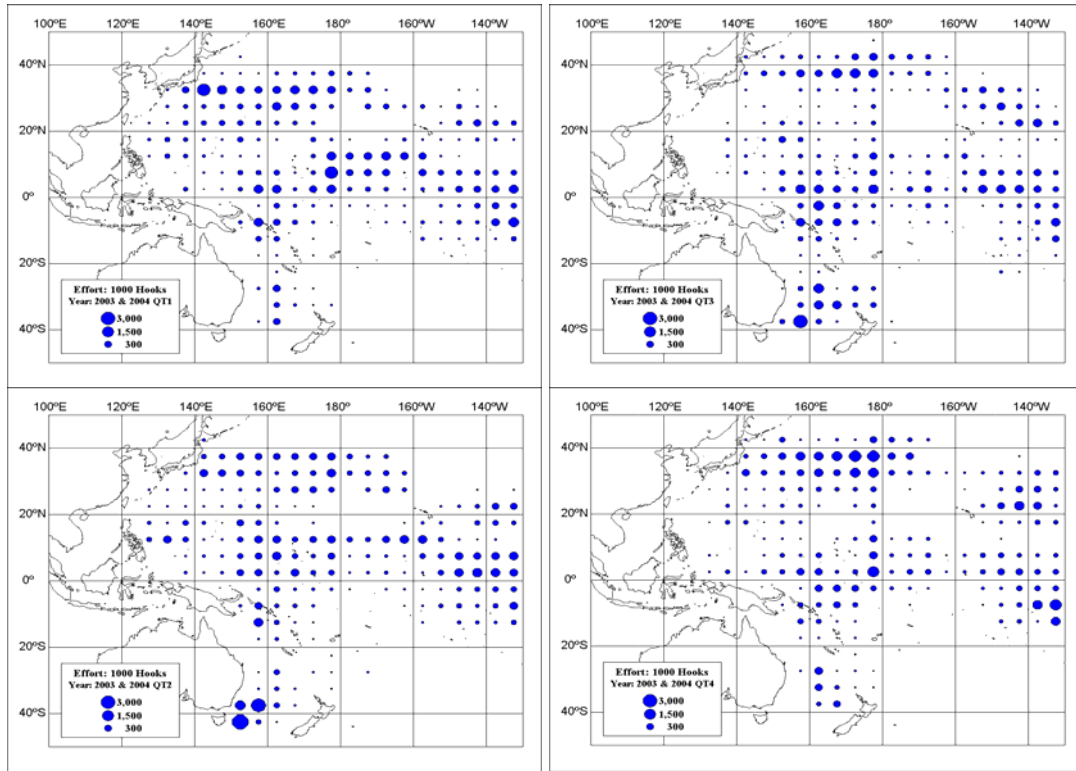 100ºE 120ºE 140ºE 160ºE 180º 160ºW 140ºW
40ºN
20ºN
0º
20ºS
40ºS
Effort: 1000 Hooks
Year: 2003 & 2004 QT1
3,000
1,500
300
100ºE 120ºE 140ºE 160ºE 180º 160ºW 140ºW
40ºN
20ºN
0º
20ºS
40ºS
Effort: 1000 Hooks
Year: 2003 & 2004 QT3
3,000
1,500
300
100ºE 120ºE 140ºE 160ºE 180º 160ºW 140ºW
40ºN
20ºN
0º
20ºS
40ºS
Effort: 1000 Hooks
Year: 2003 & 2004 QT2
3,000
1,500
300
100ºE 120ºE 140ºE 160ºE 180º 160ºW 140ºW
40ºN
20ºN
0º
20ºS
40ºS
Effort: 1000 Hooks
Year: 2003 & 2004 QT4
3,000
1,500
300